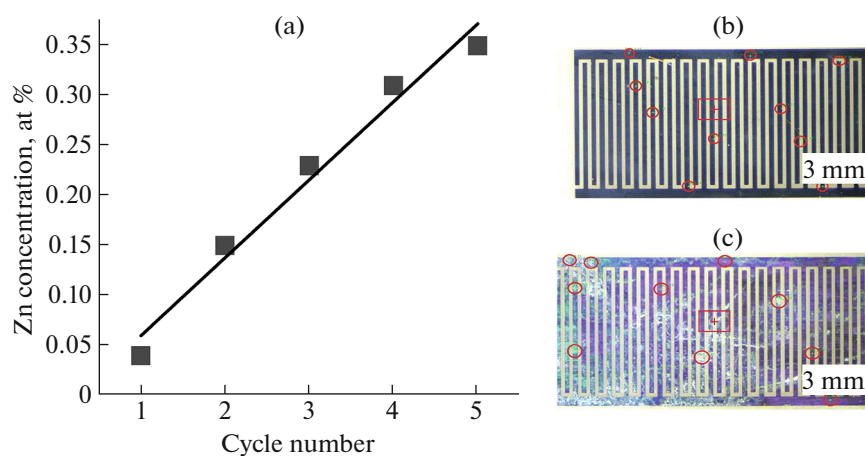 (a)
0.35
0.30
0.25
0.20
0.15
0.10
0.05
0
Zn concentration, at %
1 2 3 4 5
Cycle number
(b)
3 mm
(c)
3 mm